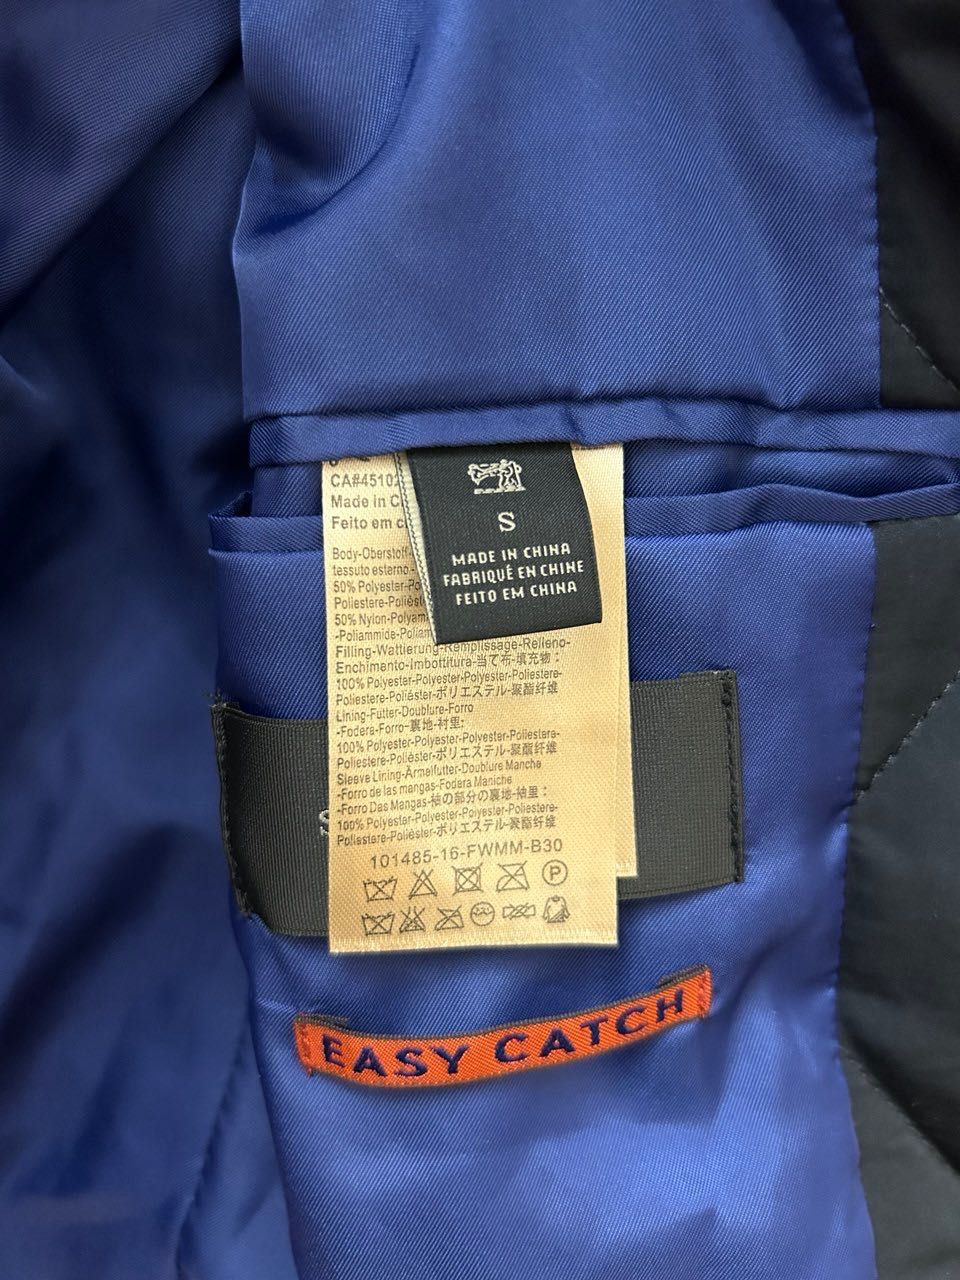 CA#45102
Made in C
Feito em c
S
MADE IN CHINA
FABRIQUÉ EN CHINE
FEITO EM CHINA
Body-Oberstoff-
tessuto esterno-
50% Polyester-Po
Poliestere-Poliést
50% Nylon-Polyam
-Poliammide-Poliam
Filling-Wattierung-Remplissage-Relleno-
Enchimento-Imbottitura-当て布-填充物:
100% Polyester-Polyester-Polyester-Poliestere-
Poliestere-Poliéster-ポリエステル-聚酯纤维
Lining-Futter-Doublure-Forro
-Fodera-Forro-裏地-衬里:
100% Polyester-Polyester-Polyester-Poliestera-
Poliestere-Poliéster-ポリエステル-聚酯纤维
Sleeve Lining-Ärmelfutter-Doublure Manche
-Forro de las mangas-Fodera Maniche
-Forro Das Mangas-袖の部分の裏地-袖里:
100% Polyester-Polyester-Polyester-Poliestere-
Poliestere-Poliéster-ポリエステル-聚酯纤维
101485-16-FWMM-B30
P
S
EASY CATCH